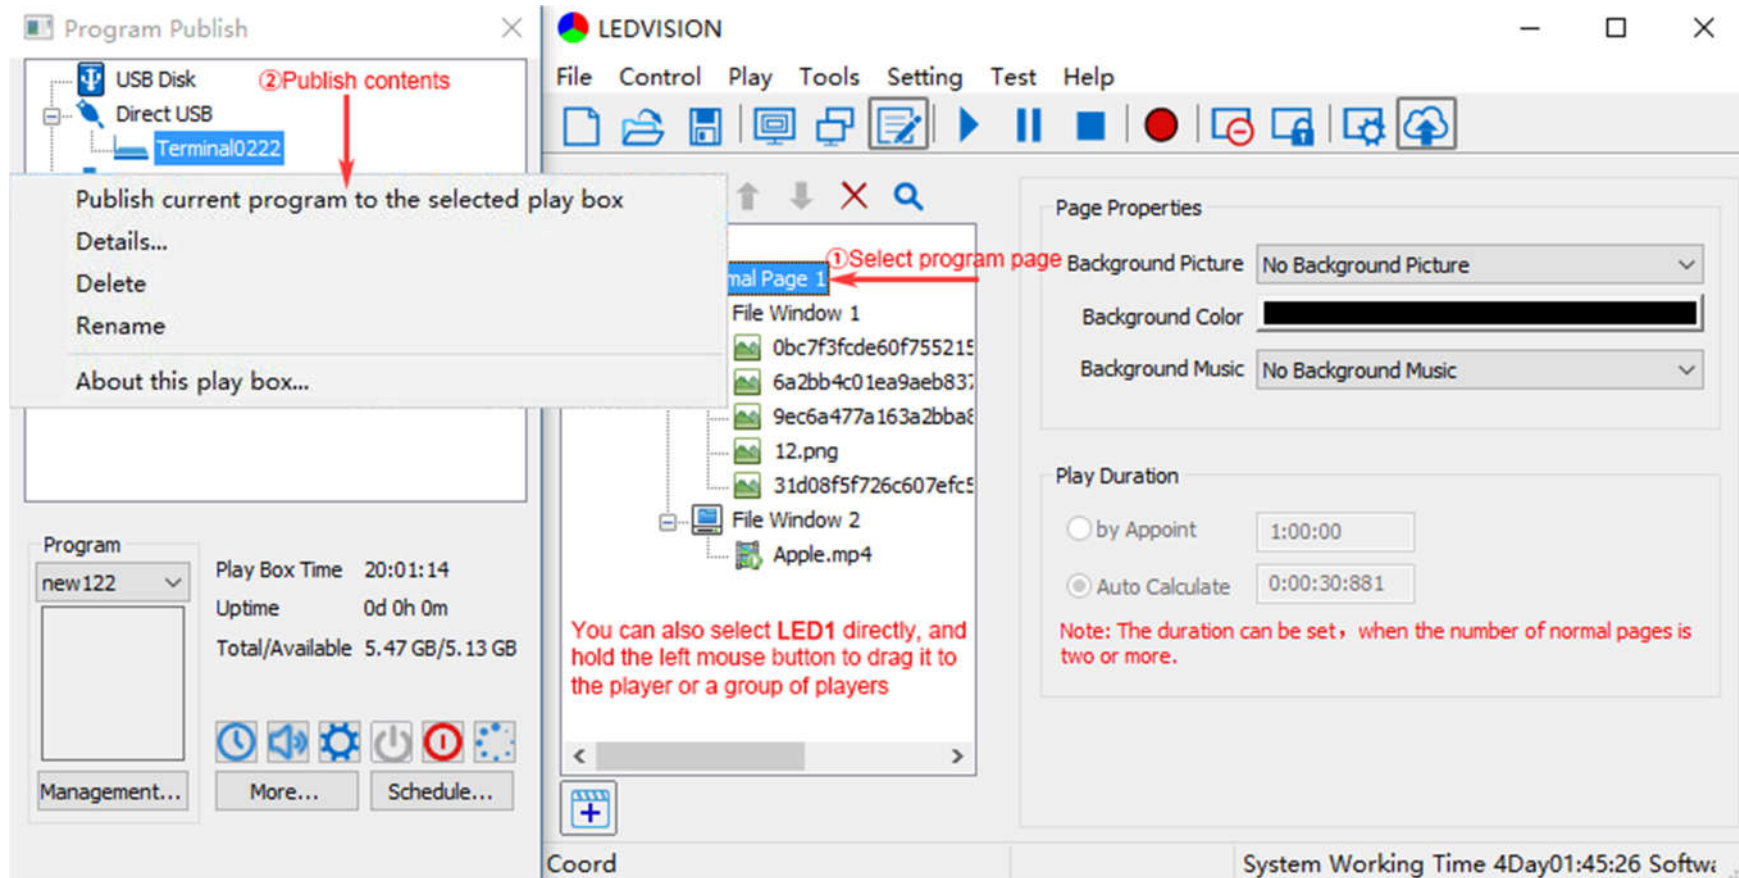 Program Publish
USB Disk
②Publish contents
Direct USB
Terminal0222
Publish current program to the selected play box
Details...
Delete
Rename
About this play box...
Program
new122
Play Box Time 20:01:14
Uptime 0d 0h 0m
Total/Available 5.47 GB/5.13 GB
Management...
More...
Schedule...
LEDVISION
File Control Play Tools Setting Test Help
①Select program page
mal Page 1
File Window 1
0bc7f3fcde60f755215
6a2bb4c01ea9aeb837
9ec6a477a163a2bba8
12.png
31d08f5f726c607efc5
File Window 2
Apple.mp4
You can also select LED1 directly, and
hold the left mouse button to drag it to
the player or a group of players
Page Properties
Background Picture No Background Picture
Background Color
Background Music No Background Music
Play Duration
by Appoint 1:00:00
Auto Calculate 0:00:30:881
Note: The duration can be set，when the number of normal pages is
two or more.
Coord
System Working Time 4Day01:45:26 Softwa